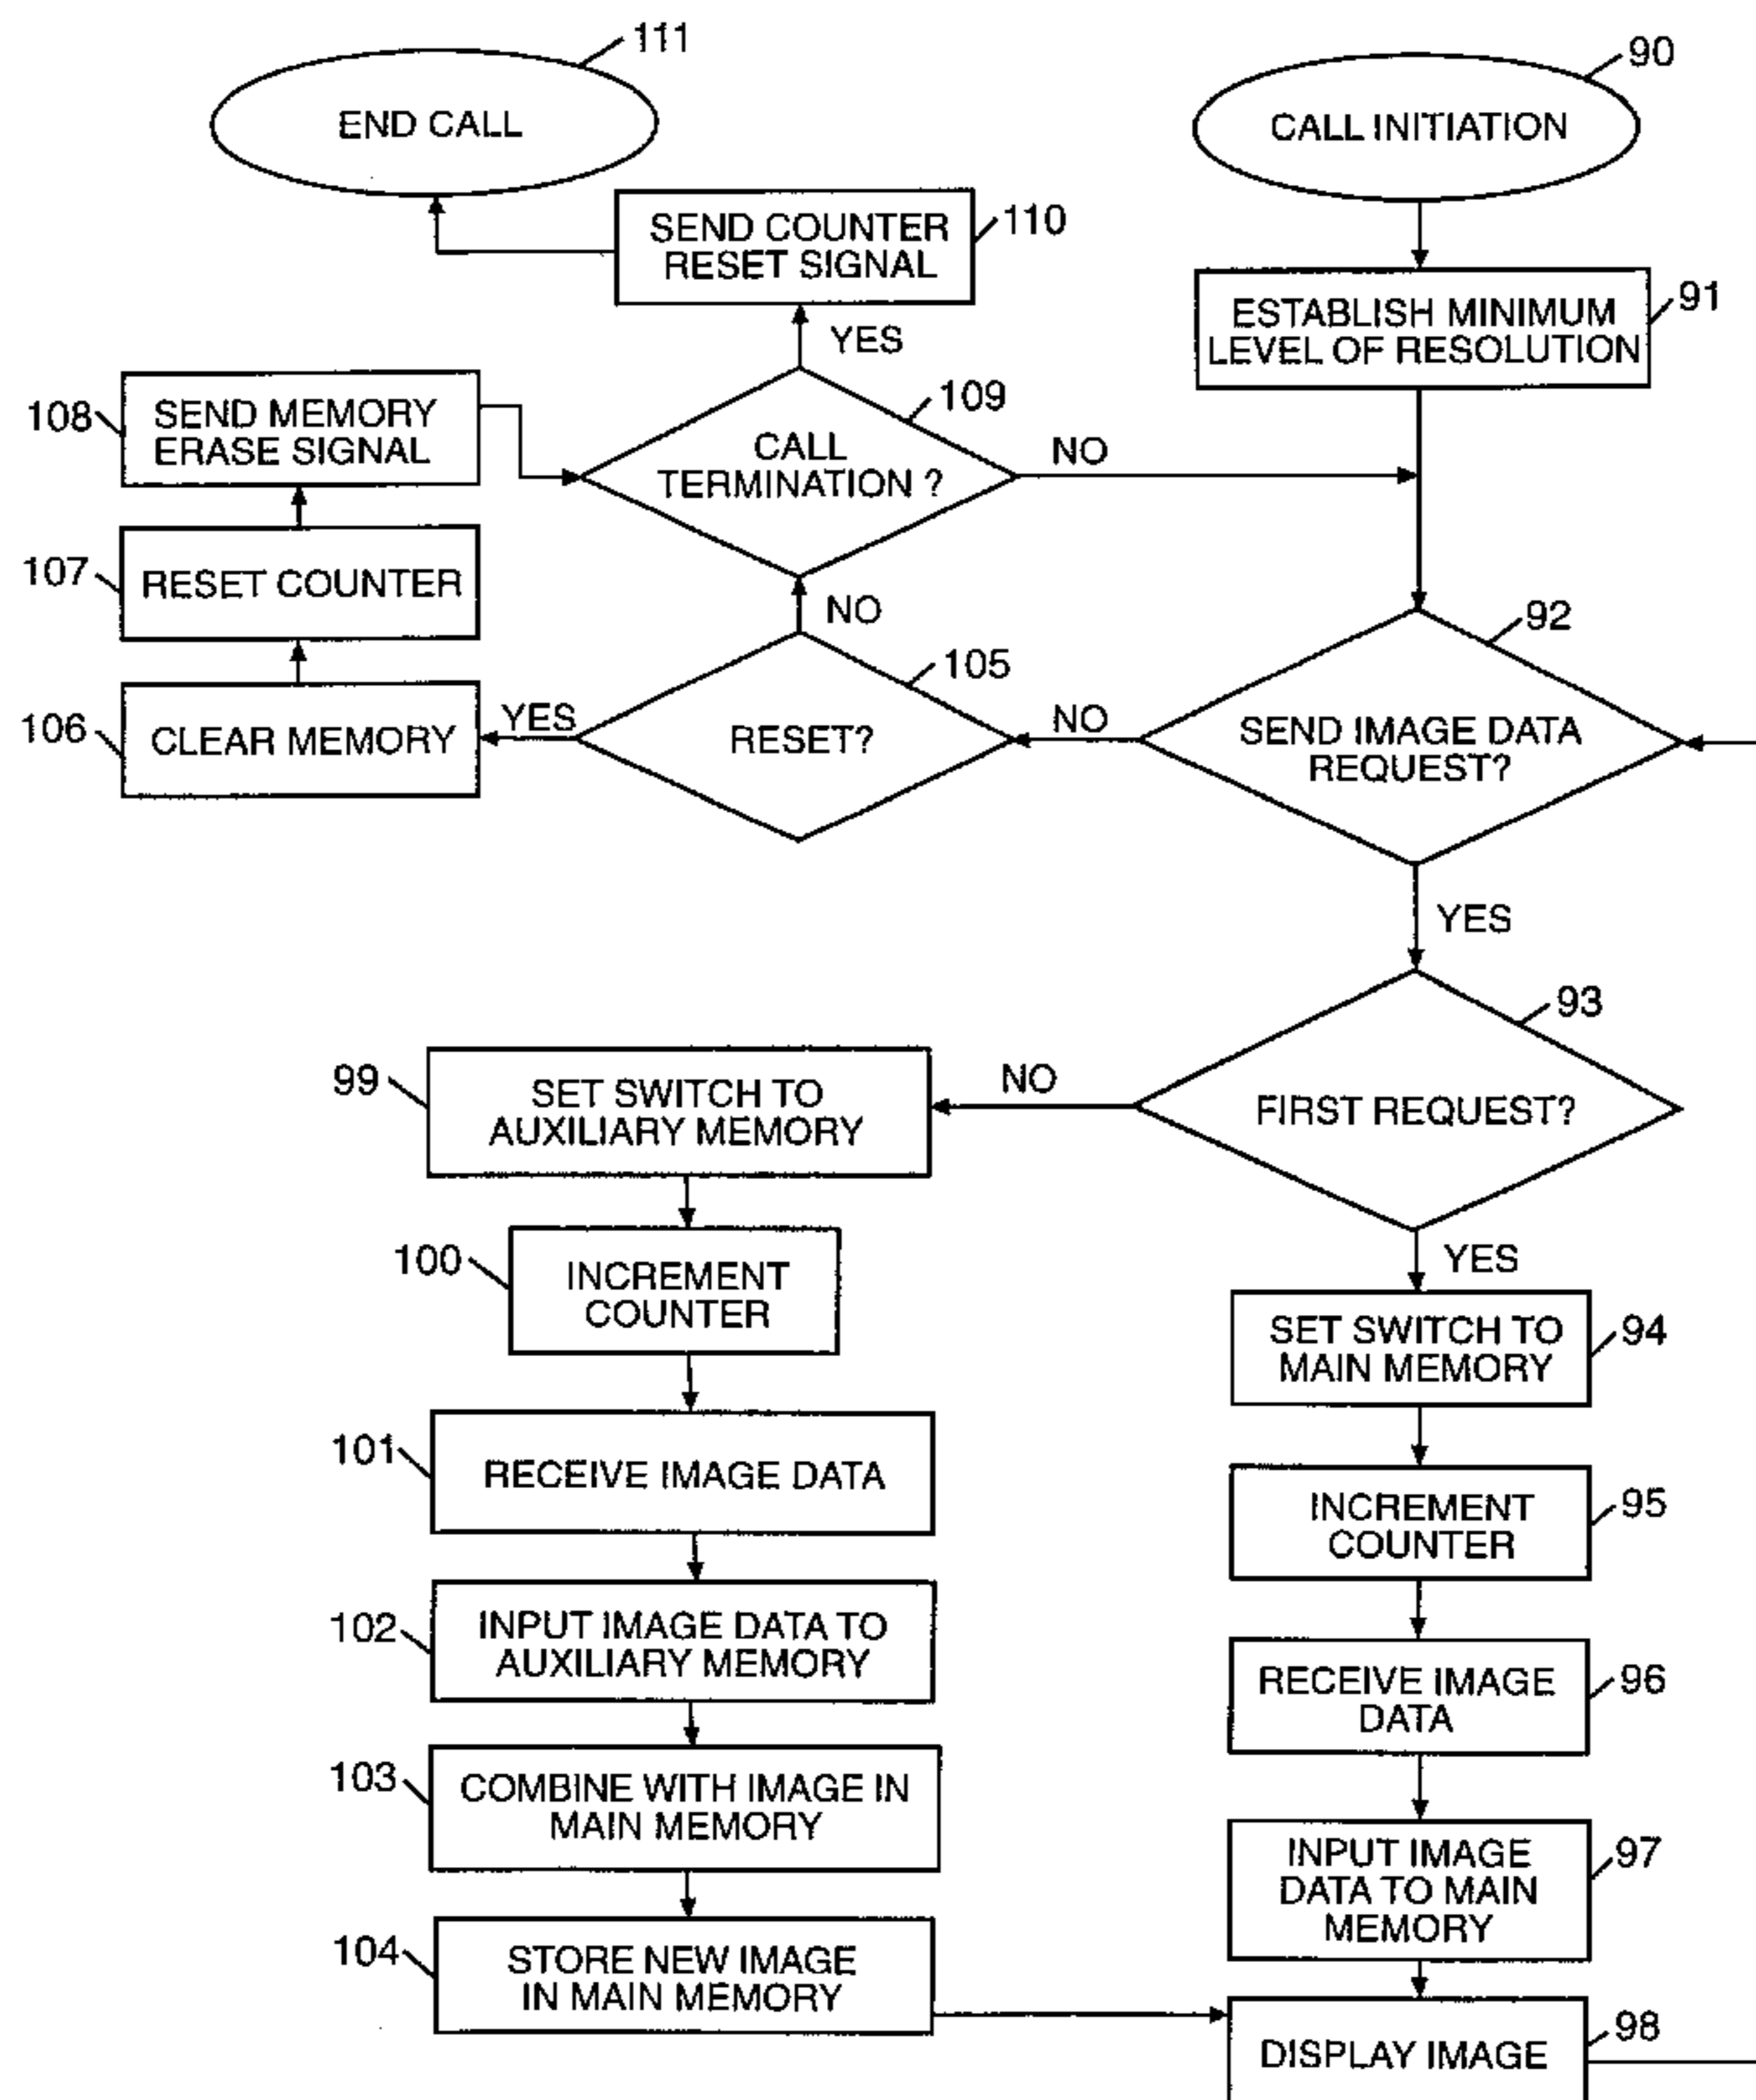 111
END CALL
90
CALL INITIATION
SEND COUNTER
RESET SIGNAL
110
ESTABLISH MINIMUM
LEVEL OF RESOLUTION
91
YES
108
SEND MEMORY
ERASE SIGNAL
109
CALL
TERMINATION ?
NO
107
RESET COUNTER
NO
92
SEND IMAGE DATA
REQUEST?
106
CLEAR MEMORY
YES
105
RESET?
NO
YES
93
FIRST REQUEST?
NO
99
SET SWITCH TO
AUXILIARY MEMORY
YES
100
INCREMENT
COUNTER
94
SET SWITCH TO
MAIN MEMORY
101
RECEIVE IMAGE DATA
95
INCREMENT
COUNTER
102
INPUT IMAGE DATA TO
AUXILIARY MEMORY
96
RECEIVE IMAGE
DATA
103
COMBINE WITH IMAGE IN
MAIN MEMORY
97
INPUT IMAGE
DATA TO MAIN
MEMORY
104
STORE NEW IMAGE
IN MAIN MEMORY
98
DISPLAY IMAGE